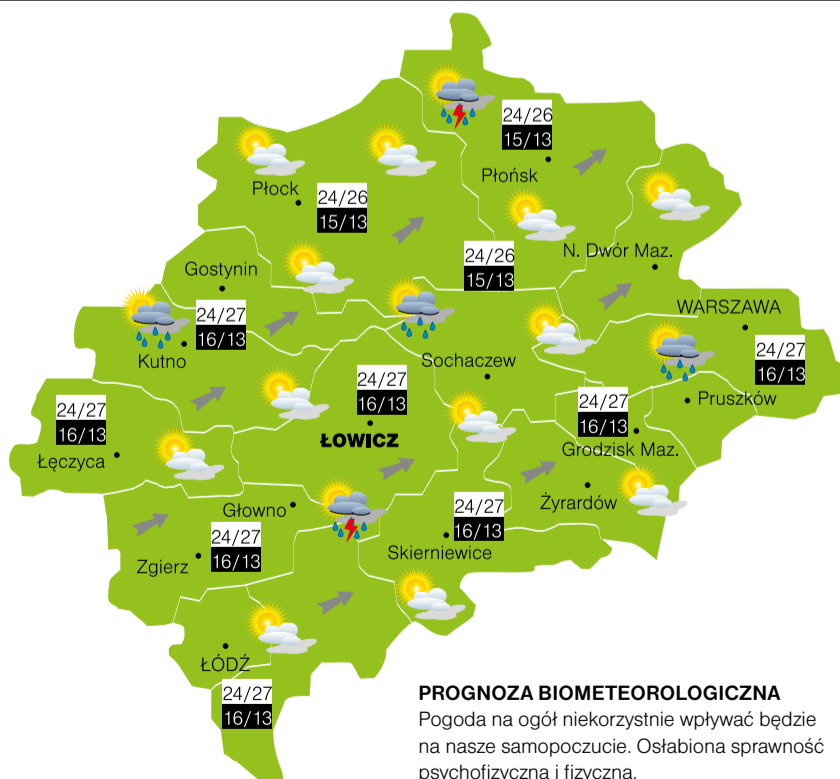 24/26
15/13
Płońsk
Płock
24/26
15/13
24/26
15/13
N. Dwór Maz.
Gostynin
24/27
16/13
Kutno
WARSZAWA
24/27
16/13
Sochaczew
24/27
16/13
ŁOWICZ
Pruszków
24/27
16/13
Grodzisk Maz.
24/27
16/13
Łęczyca
Żyrardów
Głowno
24/27
16/13
Skierniewice
24/27
16/13
Zgierz
ŁÓDŹ
24/27
16/13
PROGNOZA BIOMETEOROLOGICZNA
Pogoda na ogół niekorzystnie wpływać będzie
na nasze samopoczucie. Osłabiona sprawność
psychofizyczna i fizyczna.